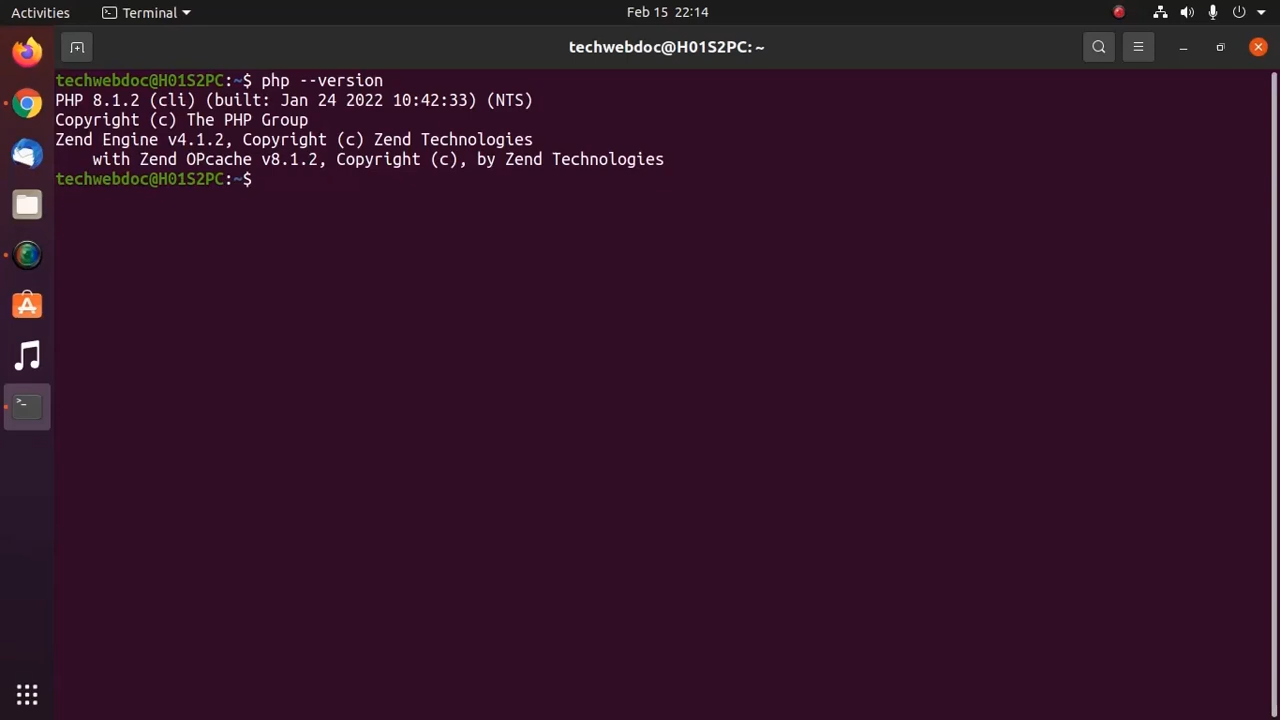 Activities Terminal Feb 15 22:14
techwebdoc@H01S2PC: ~
techwebdoc@H01S2PC:~$ php --version
PHP 8.1.2 (cli) (built: Jan 24 2022 10:42:33) (NTS)
Copyright (c) The PHP Group
Zend Engine v4.1.2, Copyright (c) Zend Technologies
    with Zend OPcache v8.1.2, Copyright (c), by Zend Technologies
techwebdoc@H01S2PC:~$